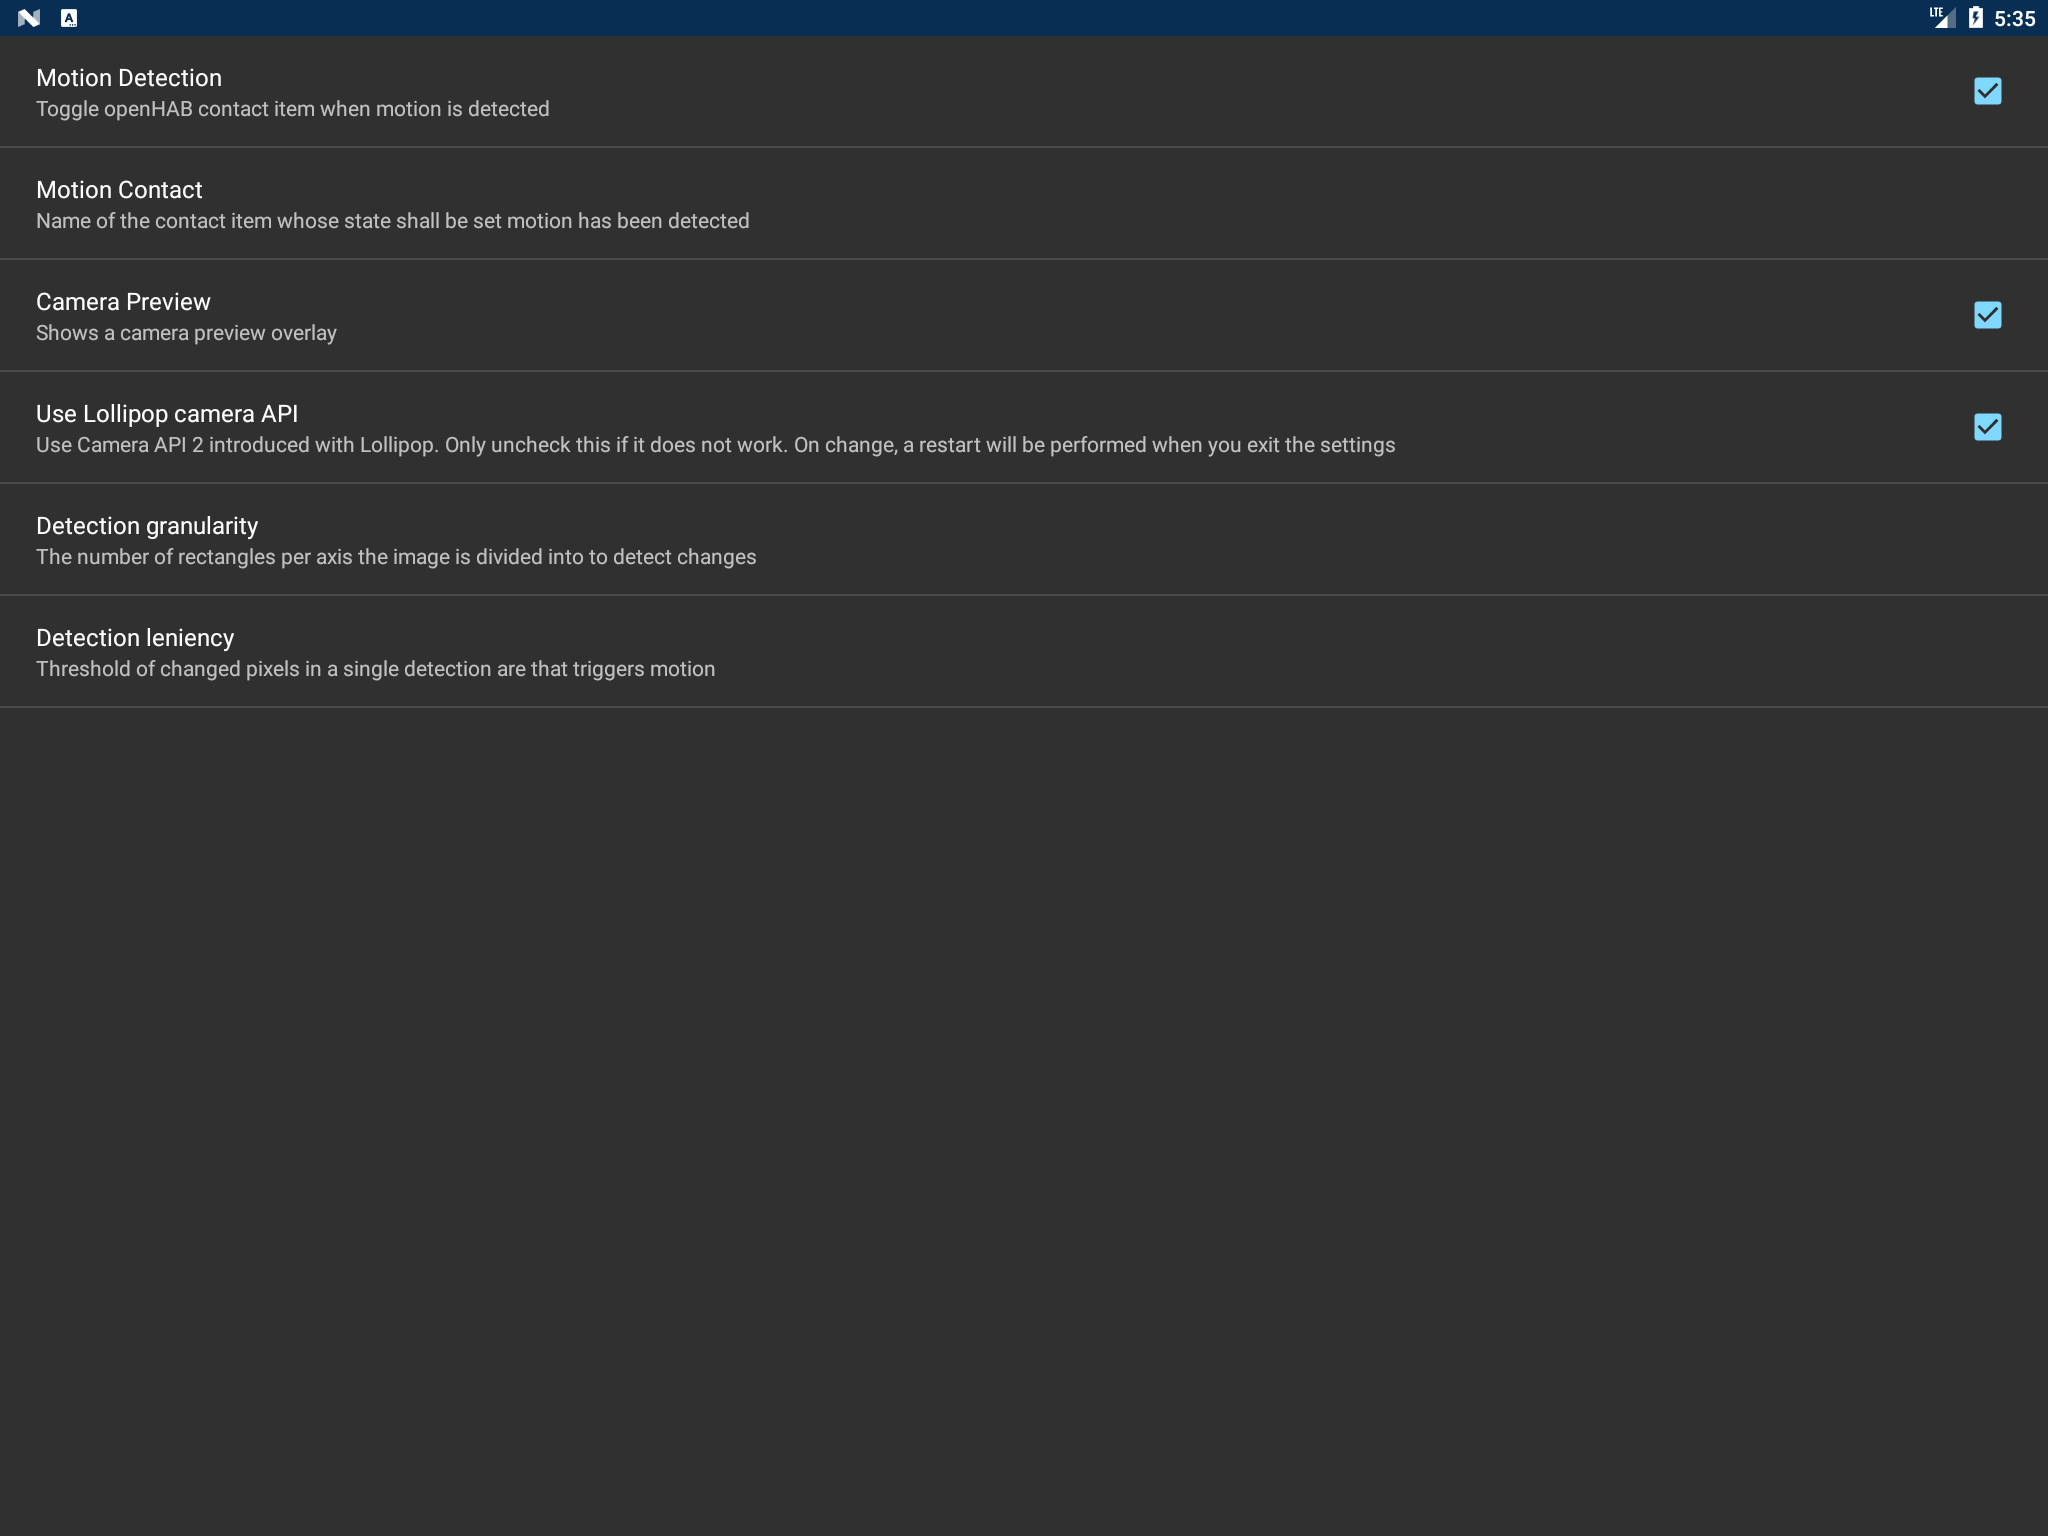 LTE 5:35
Motion Detection
Toggle openHAB contact item when motion is detected
Motion Contact
Name of the contact item whose state shall be set motion has been detected
Camera Preview
Shows a camera preview overlay
Use Lollipop camera API
Use Camera API 2 introduced with Lollipop. Only uncheck this if it does not work. On change, a restart will be performed when you exit the settings
Detection granularity
The number of rectangles per axis the image is divided into to detect changes
Detection leniency
Threshold of changed pixels in a single detection are that triggers motion